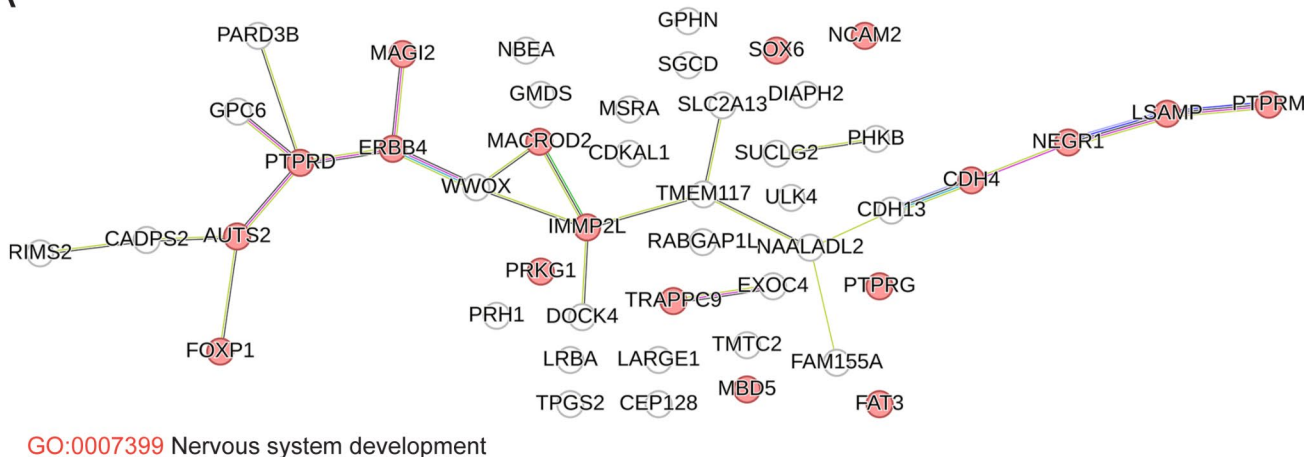 A
GPHN
PARD3B
NCAM2
MAGI2
NBEA
SOX6
SGCD
GMDS
DIAPH2
GPC6
MSRA
SLC2A13
LSAMP
PTPRM
MACROD2
PHKB
NEGR1
ERBB4
CDKAL1
SUCLG2
PTPRD
CDH4
WWOX
TMEM117
ULK4
CDH13
IMMP2L
AUTS2
CADPS2
RABGAP1L
NAALADL2
RIMS2
PRKG1
EXOC4
PTPRG
TRAPPC9
PRH1
DOCK4
TMTC2
FOXP1
LRBA
LARGE1
FAM155A
MBD5
TPGS2
CEP128
FAT3
GO:0007399 Nervous system development